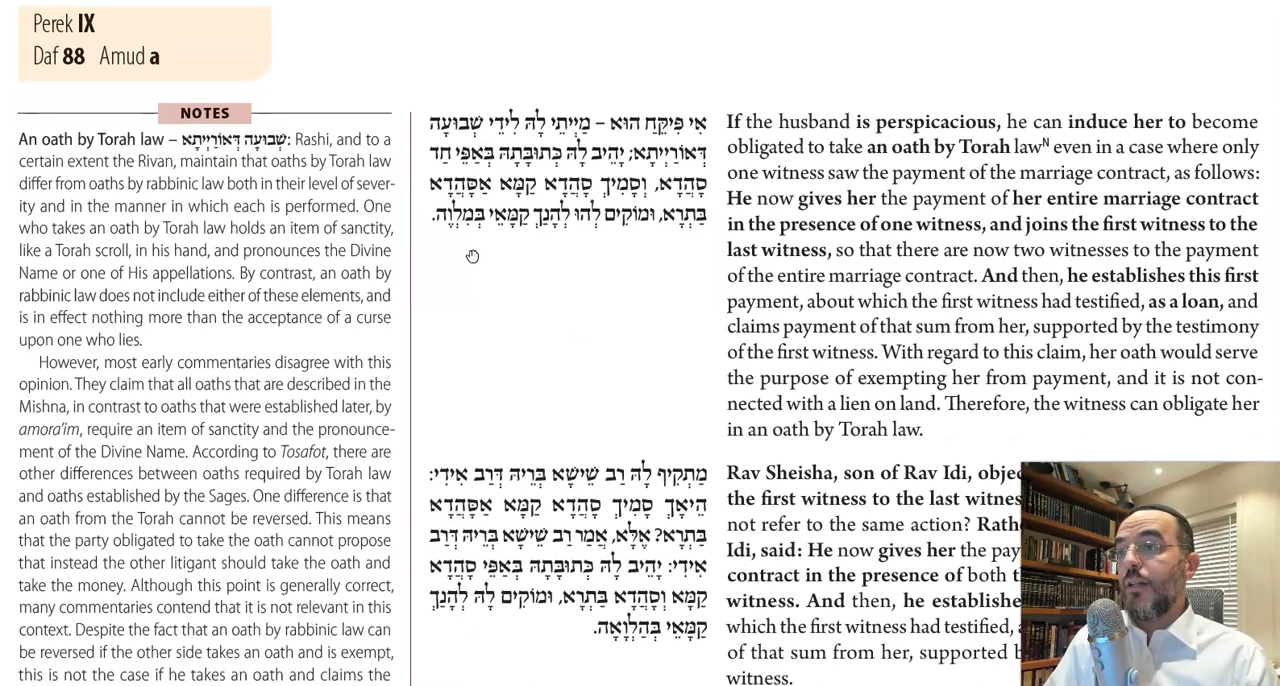 Perek IX
Daf 88 Amud a
NOTES
An oath by Torah law – שְׁבוּעָה דְּאוֹרַיְיתָא: Rashi, and to a
certain extent the Rivan, maintain that oaths by Torah law
differ from oaths by rabbinic law both in their level of sever-
ity and in the manner in which each is performed. One
who takes an oath by Torah law holds an item of sanctity,
like a Torah scroll, in his hand, and pronounces the Divine
Name or one of His appellations. By contrast, an oath by
rabbinic law does not include either of these elements, and
is in effect nothing more than the acceptance of a curse
upon one who lies.
However, most early commentaries disagree with this
opinion. They claim that all oaths that are described in the
Mishna, in contrast to oaths that were established later, by
amora'im, require an item of sanctity and the pronounce-
ment of the Divine Name. According to Tosafot, there are
other differences between oaths required by Torah law
and oaths established by the Sages. One difference is that
an oath from the Torah cannot be reversed. This means
that the party obligated to take the oath cannot propose
that instead the other litigant should take the oath and
take the money. Although this point is generally correct,
many commentaries contend that it is not relevant in this
context. Despite the fact that an oath by rabbinic law can
be reversed if the other side takes an oath and is exempt,
this is not the case if he takes an oath and claims the
אִי פִּיקֵּחַ הוּא – מַיְיתֵי לַהּ לִידֵי שְׁבוּעָה
דְּאוֹרַיְיתָא; יָהֵיב לַהּ כְּתוּבָּתָהּ בְּאַפֵּי חַד
סָהֲדָא, וְסָמֵיךְ סָהֲדָא קַמָּא אַסָּהֲדָא
בָּתְרָא, וּמוֹקֵים לְהוּ לְהָנָךְ קַמָּאֵי בְּמִלְוֶה.
מַתְקֵיף לַהּ רַב שֵׁישָׁא בְּרֵיהּ דְּרַב אִידִי:
הֵיאַךְ סָמֵיךְ סָהֲדָא קַמָּא אַסָּהֲדָא
בָּתְרָא? אֶלָּא, אֲמַר רַב שֵׁישָׁא בְּרֵיהּ דְּרַב
אִידִי: יָהֵיב לַהּ כְּתוּבָּתָהּ בְּאַפֵּי סָהֲדָא
קַמָּא וְסָהֲדָא בָּתְרָא, וּמוֹקֵים לַהּ לְהָנָךְ
קַמָּאֵי בְּהַלְוָאָה.
If the husband is perspicacious, he can induce her to become
obligated to take an oath by Torah lawᴺ even in a case where only
one witness saw the payment of the marriage contract, as follows:
He now gives her the payment of her entire marriage contract
in the presence of one witness, and joins the first witness to the
last witness, so that there are now two witnesses to the payment
of the entire marriage contract. And then, he establishes this first
payment, about which the first witness had testified, as a loan, and
claims payment of that sum from her, supported by the testimony
of the first witness. With regard to this claim, her oath would serve
the purpose of exempting her from payment, and it is not con-
nected with a lien on land. Therefore, the witness can obligate her
in an oath by Torah law.
Rav Sheisha, son of Rav Idi,
the first witness to the last
not refer to the same action?
Idi, said: He now gives her the
contract in the presence of both
witness. And then, he
which the first witness had testified,
of that sum from her, supported
witness.